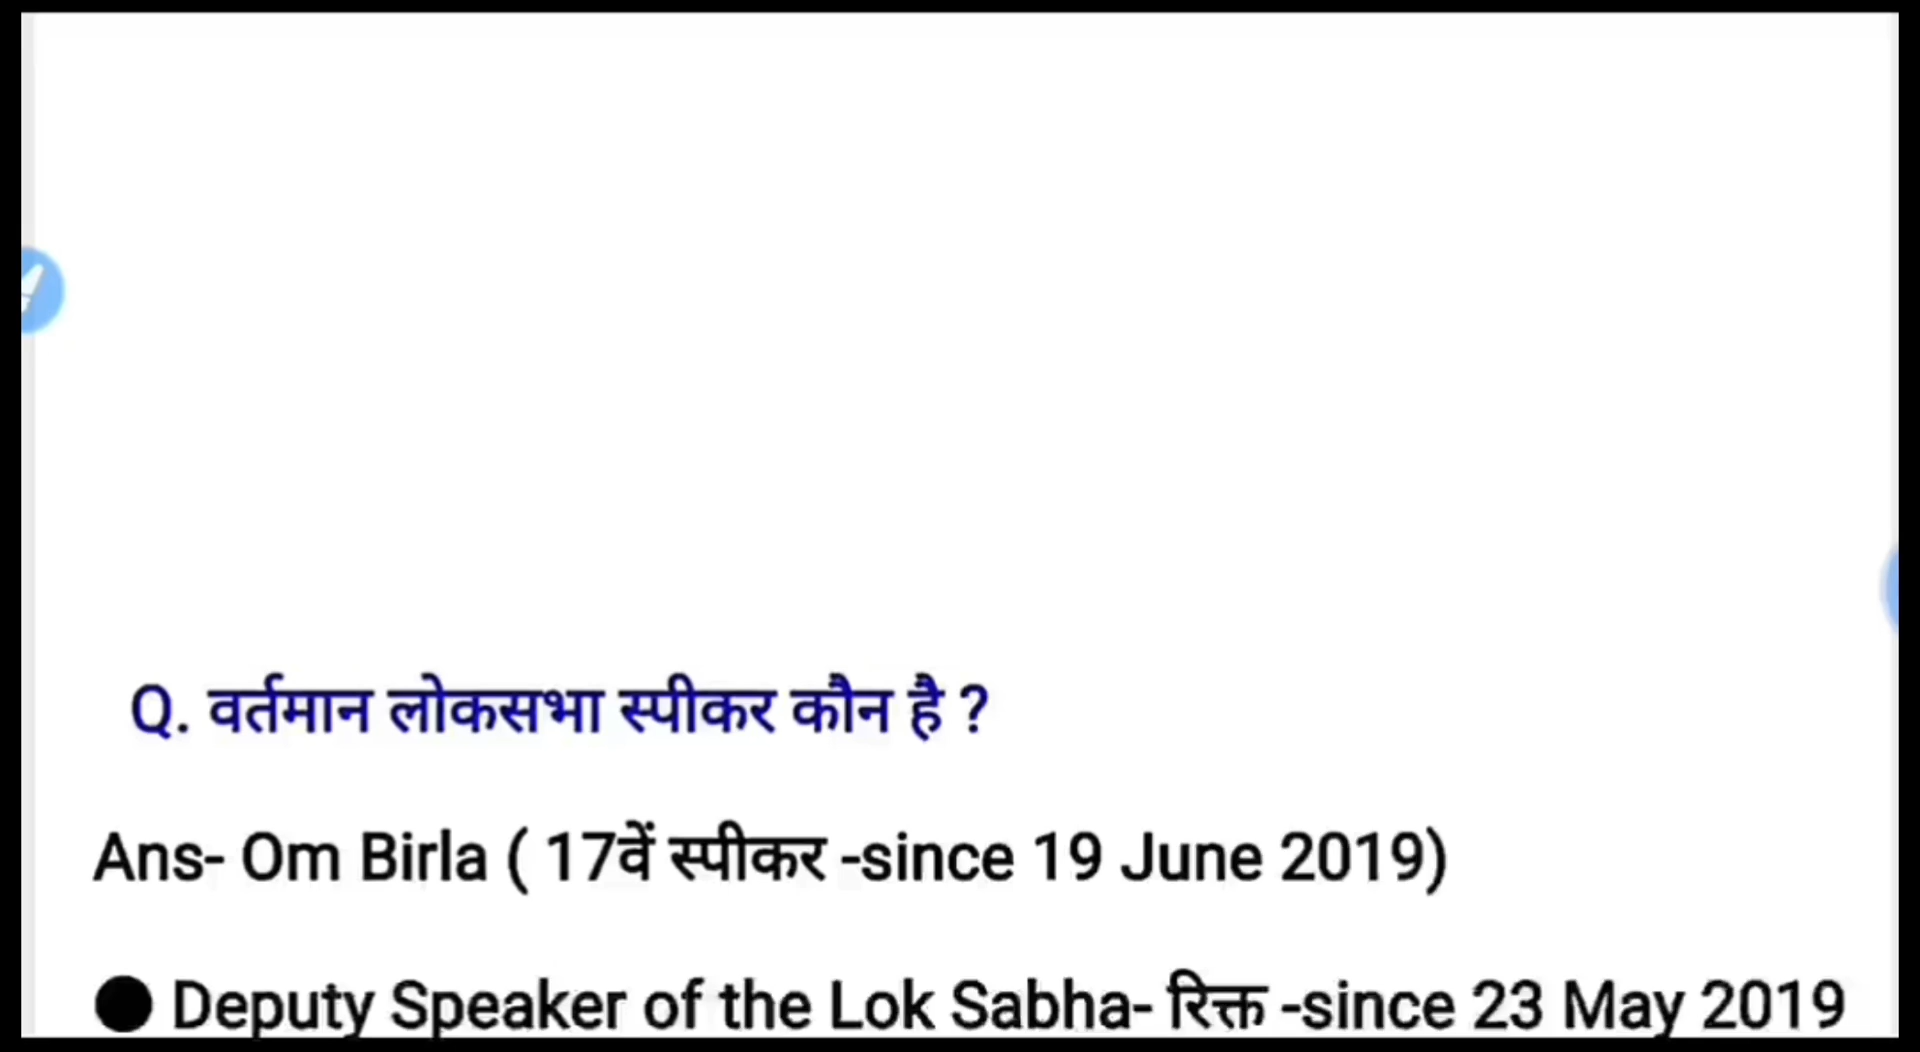 Q. वर्तमान लोकसभा स्पीकर कौन है ?
Ans- Om Birla ( 17वें स्पीकर -since 19 June 2019)
● Deputy Speaker of the Lok Sabha- रिक्त -since 23 May 2019